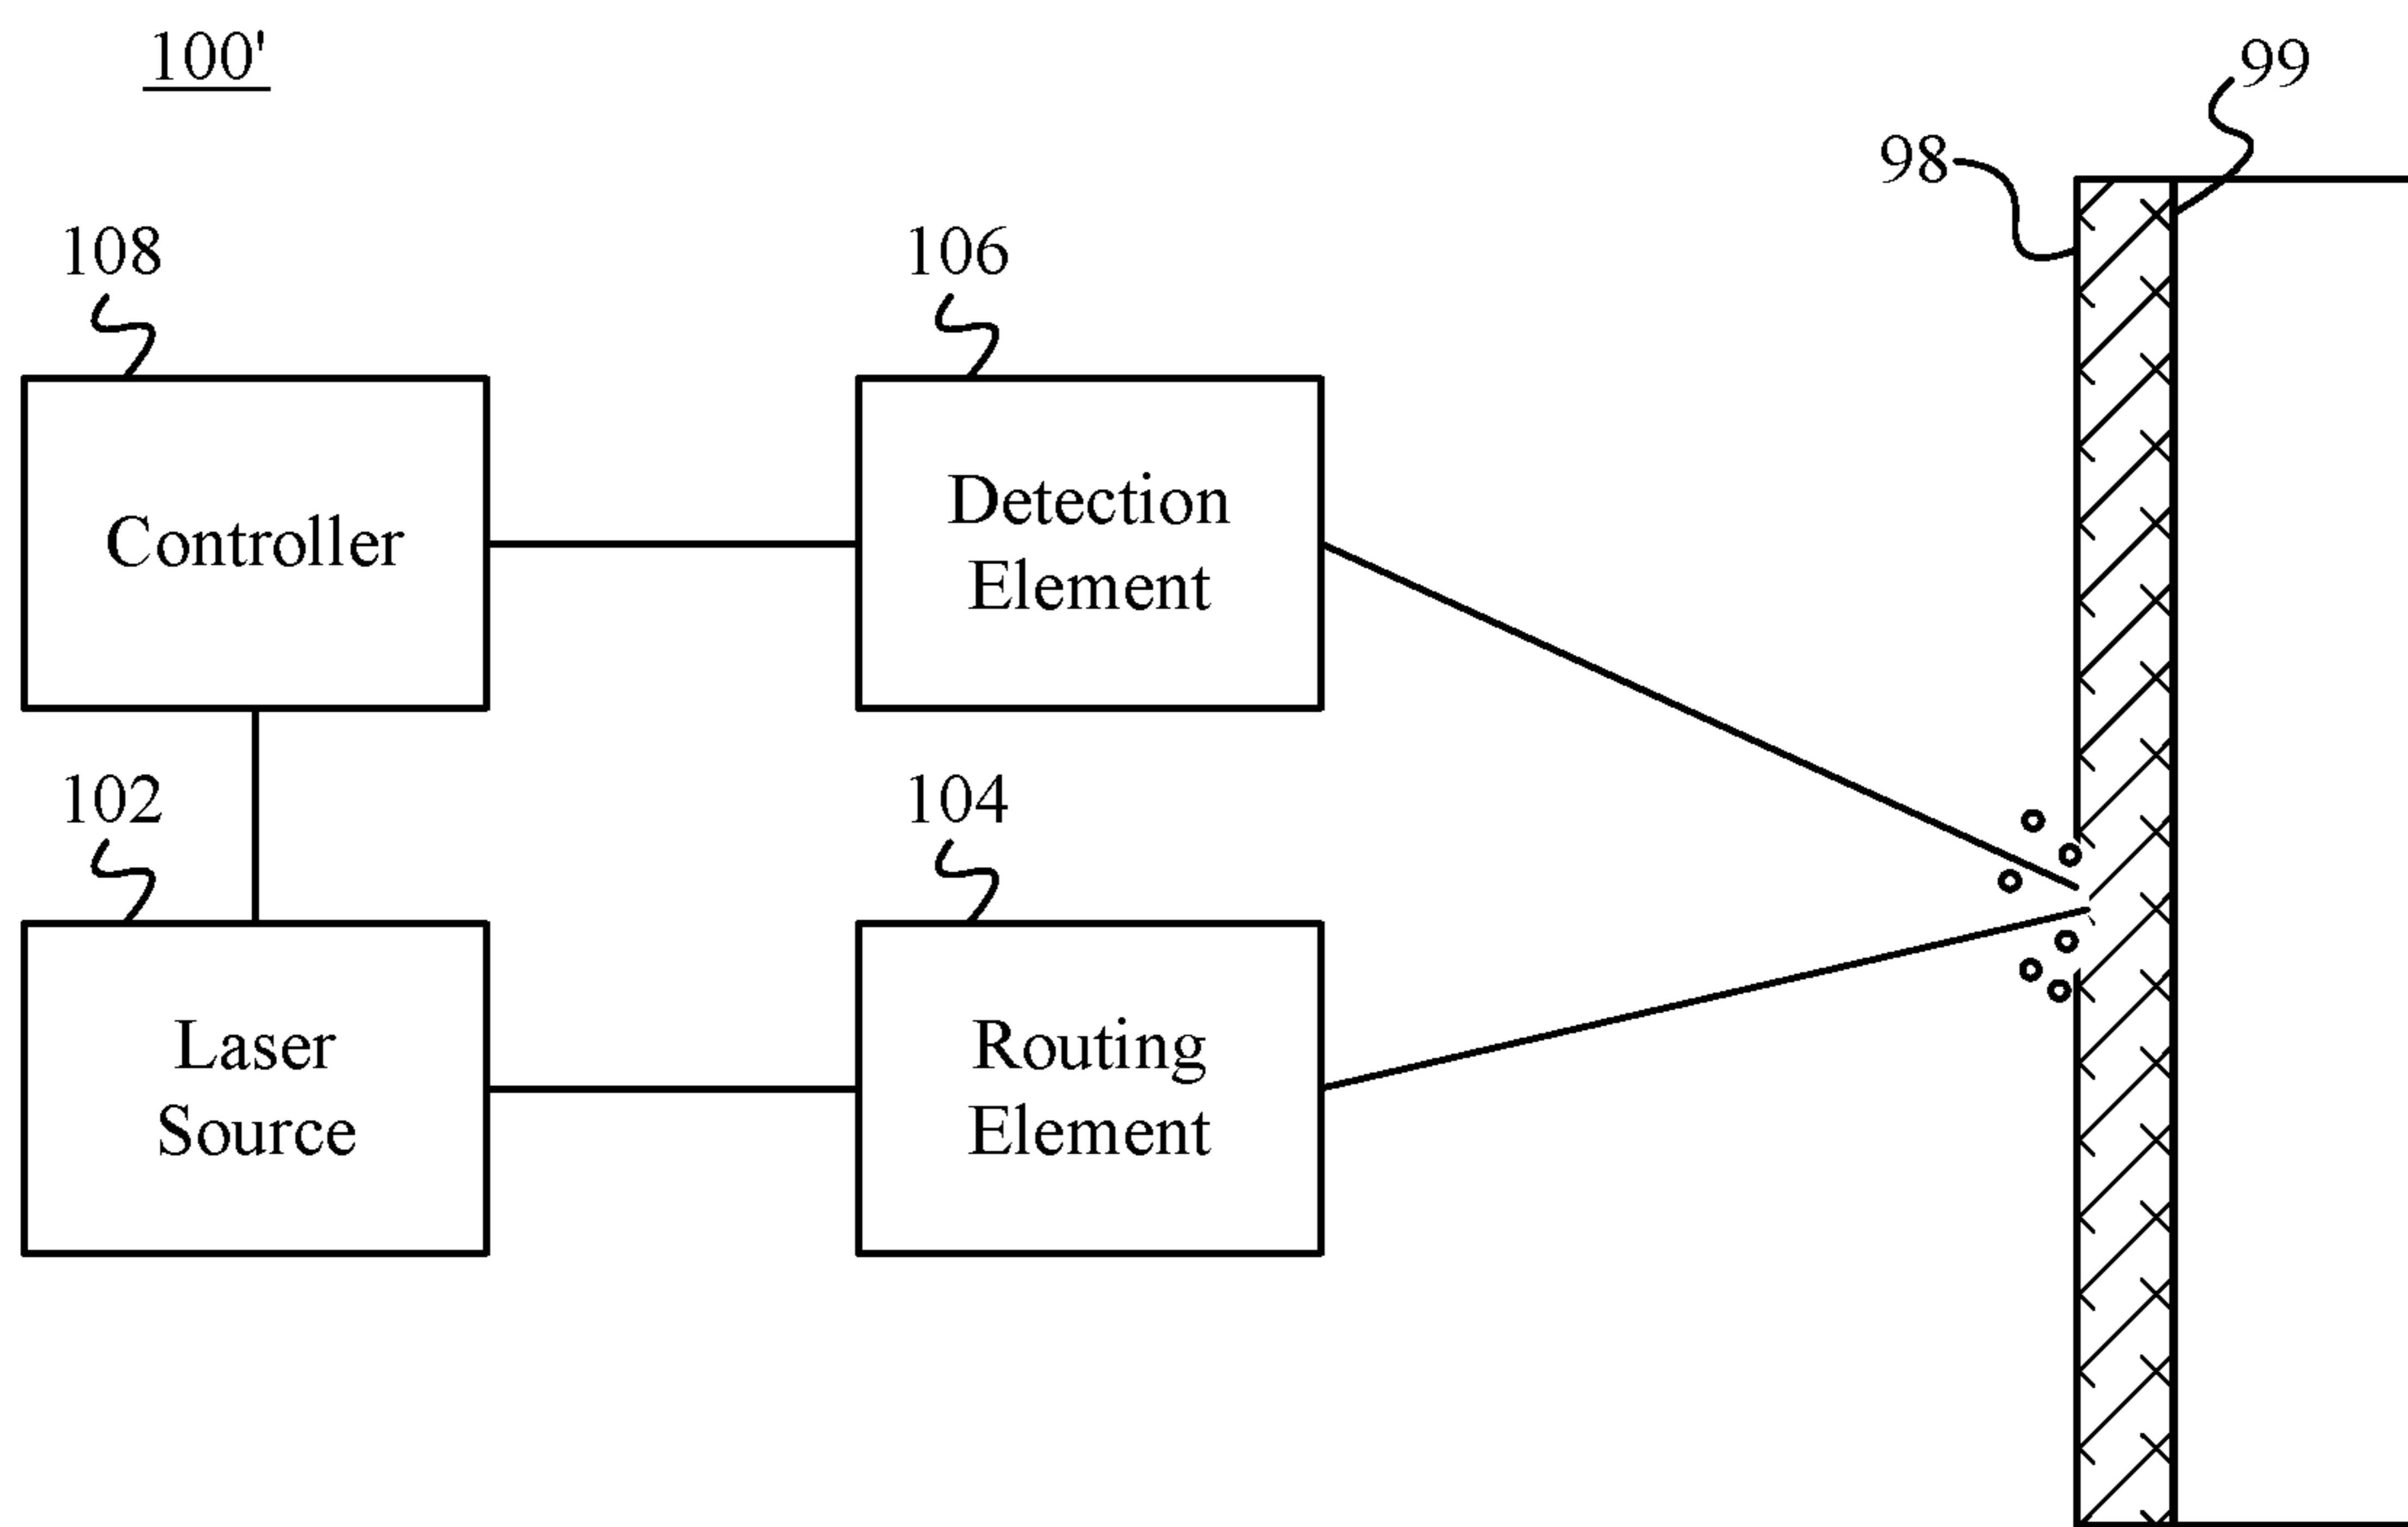 100'
99
98
108
106
Controller
Detection
Element
102
104
Laser
Source
Routing
Element